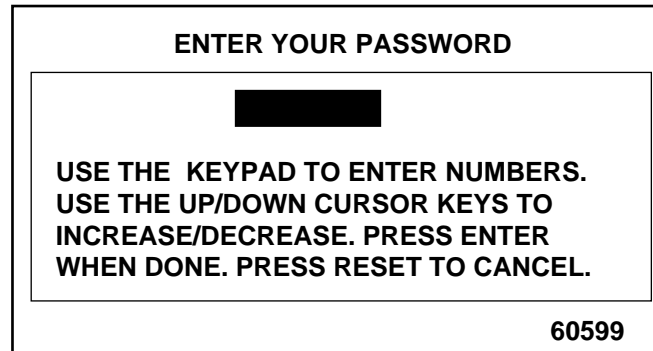 ENTER YOUR PASSWORD
USE THE KEYPAD TO ENTER NUMBERS.
USE THE UP/DOWN CURSOR KEYS TO
INCREASE/DECREASE. PRESS ENTER
WHEN DONE. PRESS RESET TO CANCEL.
60599